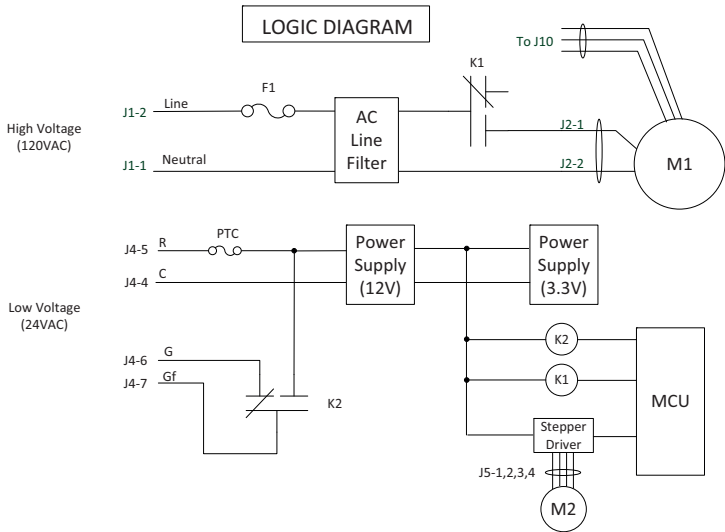 LOGIC DIAGRAM
To J10
K1
F1
J1-2
Line
AC
Line
Filter
J2-1
High Voltage
(120VAC)
J1-1
Neutral
J2-2
M1
PTC
J4-5
R
Power
Supply
(12V)
Power
Supply
(3.3V)
J4-4
C
Low Voltage
(24VAC)
K2
J4-6
G
J4-7
Gf
K1
K2
MCU
Stepper
Driver
J5-1,2,3,4
M2